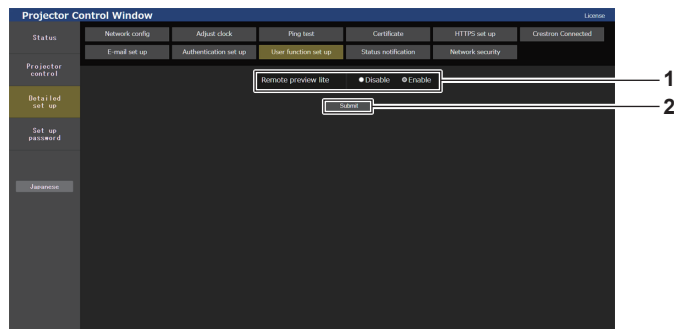 Projector Control Window
License
Status
Network config
Adjust clock
Ping test
Certificate
HTTPS set up
Crestron Connected
E-mail set up
Authentication set up
User function set up
Status notification
Network security
Projector
control
Remote preview lite
Disable
Enable
1
Detailed
set up
Submit
2
Set up
password
Japanese